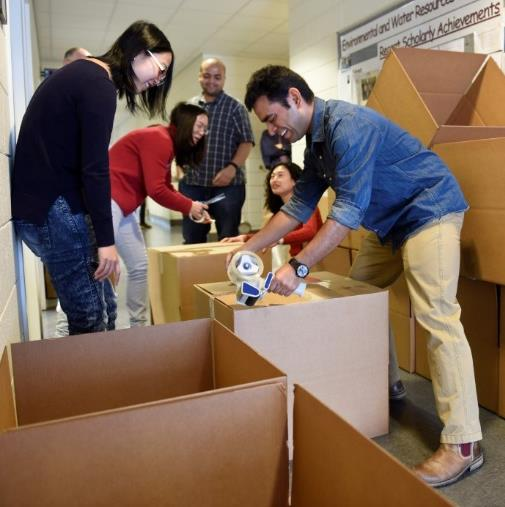 Environmental and Water Resources
Recent Scholarly Achievements